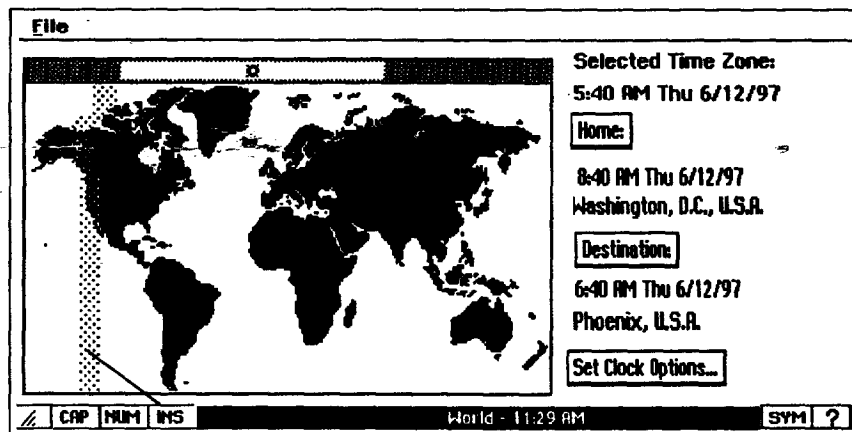 File
Selected Time Zone:
5:40 AM Thu 6/12/97
Home:
8:40 AM Thu 6/12/97
Washington, D.C., U.S.A.
Destination:
6:40 AM Thu 6/12/97
Phoenix, U.S.A.
Set Clock Options...
CAP NUM INS World - 11:29 AM SYM ?